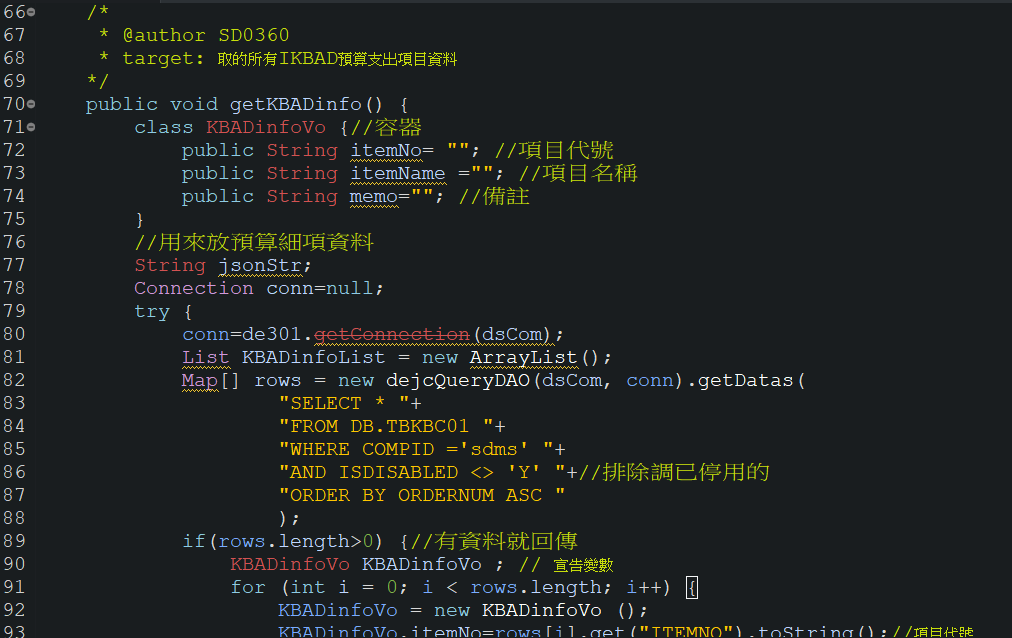 66 /*
67 * @author SD0360
68 * target: 取的所有IKBAD預算支出項目資料
69 */
70 public void getKBADinfo() {
71 class KBADinfoVo {//容器
72 public String itemNo= ""; //項目代號
73 public String itemName =""; //項目名稱
74 public String memo=""; //備註
75 }
76 //用來放預算細項資料
77 String jsonStr;
78 Connection conn=null;
79 try {
80 conn=de301.getConnection(dsCom);
81 List KBADinfoList = new ArrayList();
82 Map[] rows = new dejcQueryDAO(dsCom, conn).getDatas(
83 "SELECT * "+
84 "FROM DB.TBKBC01 "+
85 "WHERE COMPID ='sdms' "+
86 "AND ISDISABLED <> 'Y' "+//排除調已停用的
87 "ORDER BY ORDERNUM ASC "
88 );
89 if(rows.length>0) {//有資料就回傳
90 KBADinfoVo KBADinfoVo ; // 宣告變數
91 for (int i = 0; i < rows.length; i++) {
92 KBADinfoVo = new KBADinfoVo ();
93 KBADinfoVo.itemNo=rows[i].get("ITEMNO").toString();//項目代號